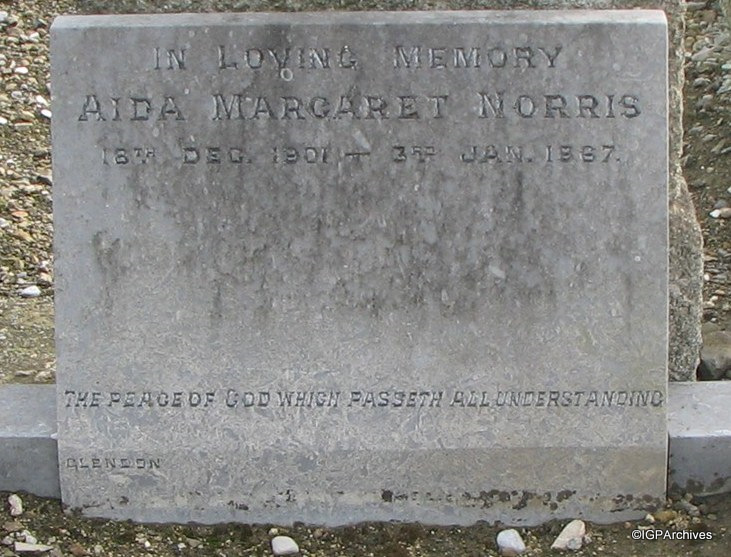 In Loving Memory
Aida Margaret Norris
16TH Dec. 1901 — 3RD Jan. 1967.
The peace of God which passeth all understanding
Glendon
©IGPArchives